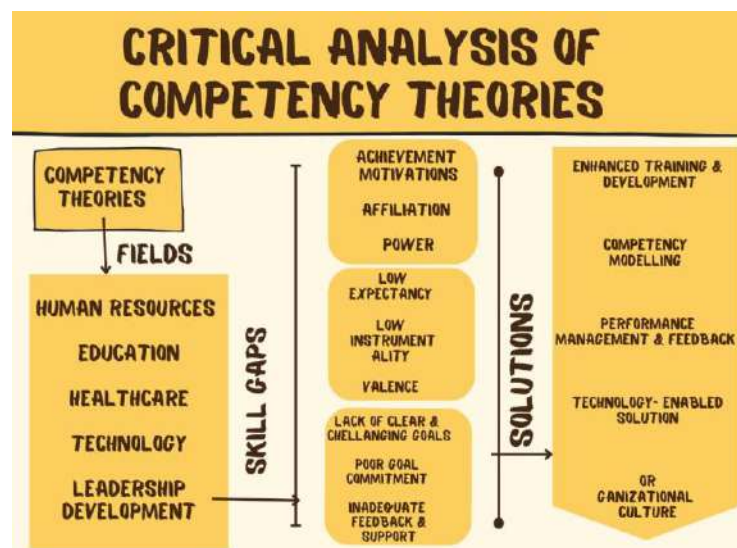 CRITICAL ANALYSIS OF
COMPETENCY THEORIES
COMPETENCY
THEORIES
FIELDS
HUMAN RESOURCES
EDUCATION
HEALTHCARE
TECHNOLOGY
LEADERSHIP
DEVELOPMENT
SKILL GAPS
ACHIEVEMENT
MOTIVATIONS
AFFILIATION
POWER
LOW
EXPECTANCY
LOW
INSTRUMENT
ALITY
VALENCE
LACK OF CLEAR &
CHELLANGING GOALS
POOR GOAL
COMMITMENT
INADEQUATE
FEEDBACK &
SUPPORT
SOLUTIONS
ENHANCED TRAINING &
DEVELOPMENT
COMPETENCY
MODELLING
PERFORMANCE
MANAGEMENT & FEEDBACK
TECHNOLOGY- ENABLED
SOLUTION
OR
GANIZATIONAL
CULTURE